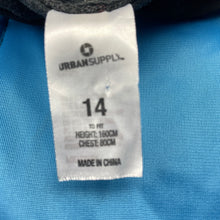 URBANSUPPLY
14
TO FIT
HEIGHT: 160CM
CHEST: 80CM
MADE IN CHINA